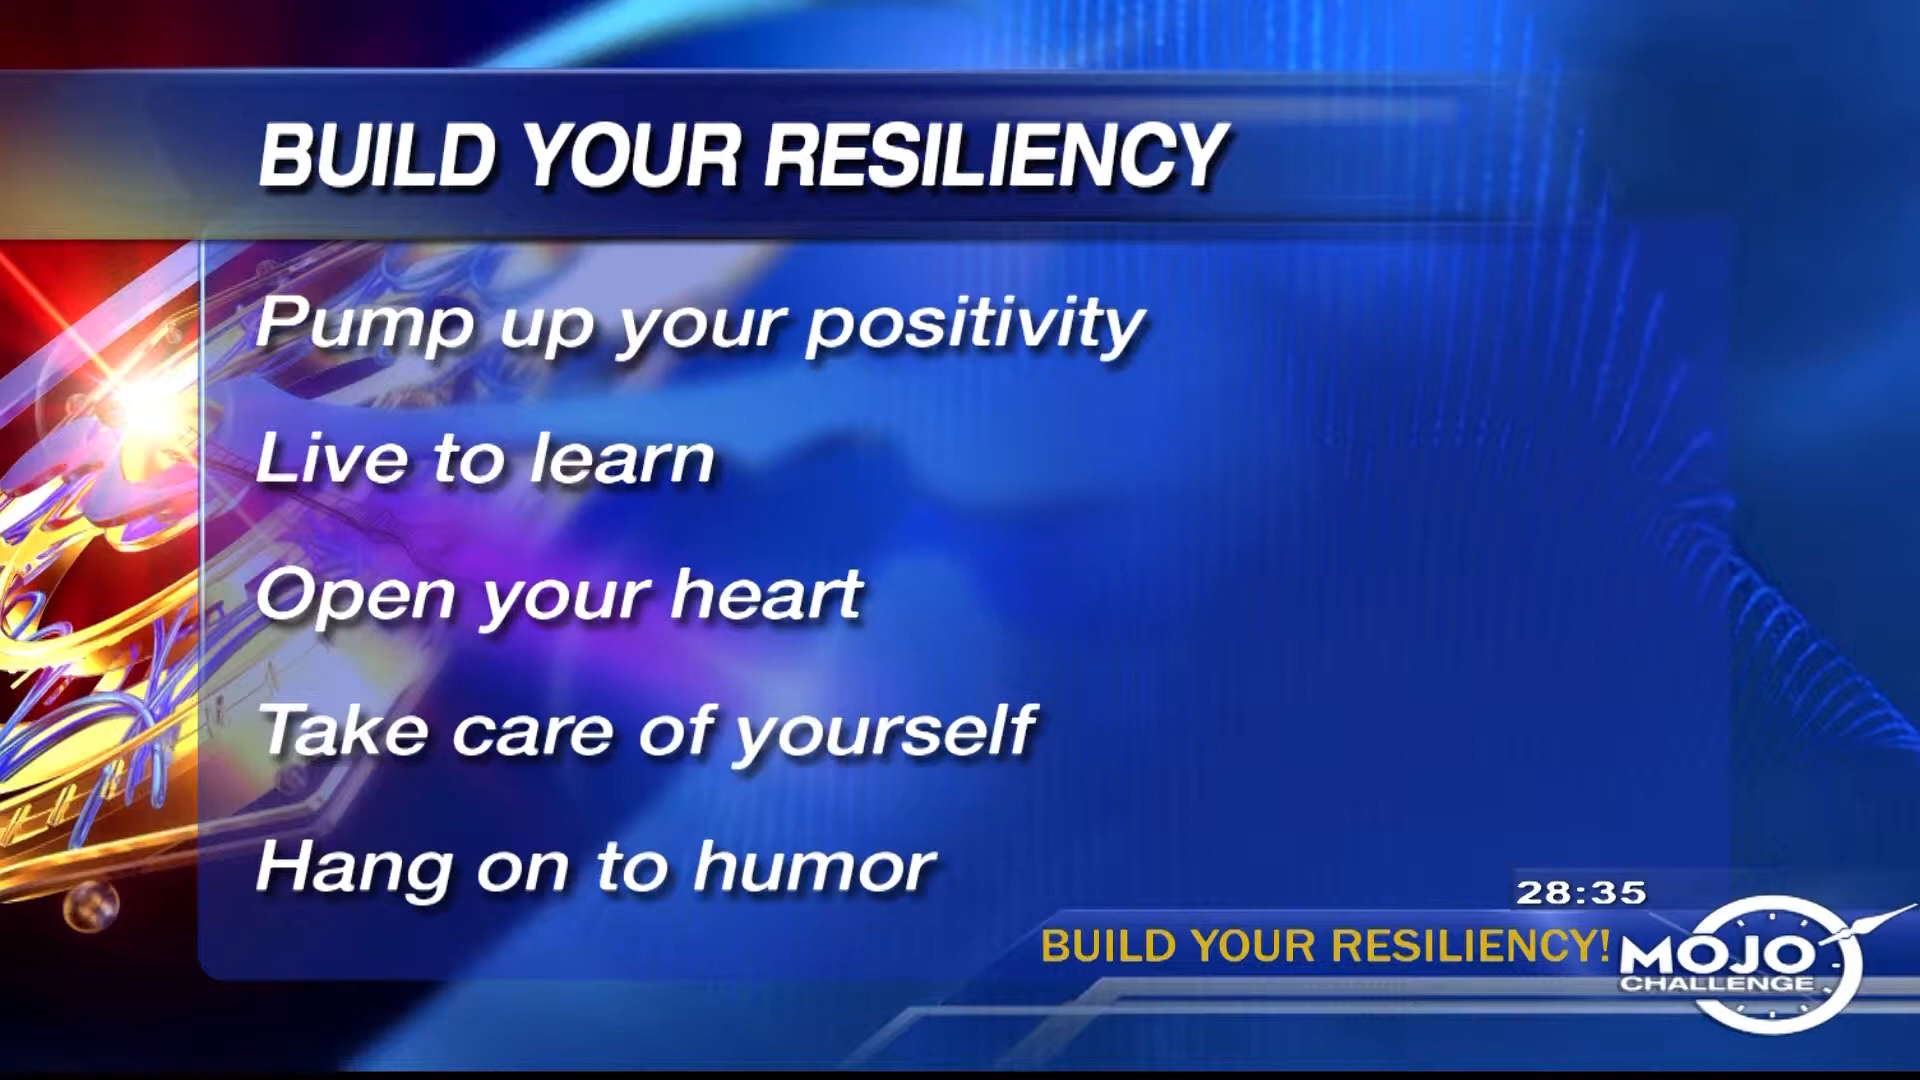 BUILD YOUR RESILIENCY
Pump up your positivity
Live to learn
Open your heart
Take care of yourself
Hang on to humor
28:35
BUILD YOUR RESILIENCY!
MOJO
CHALLENGE